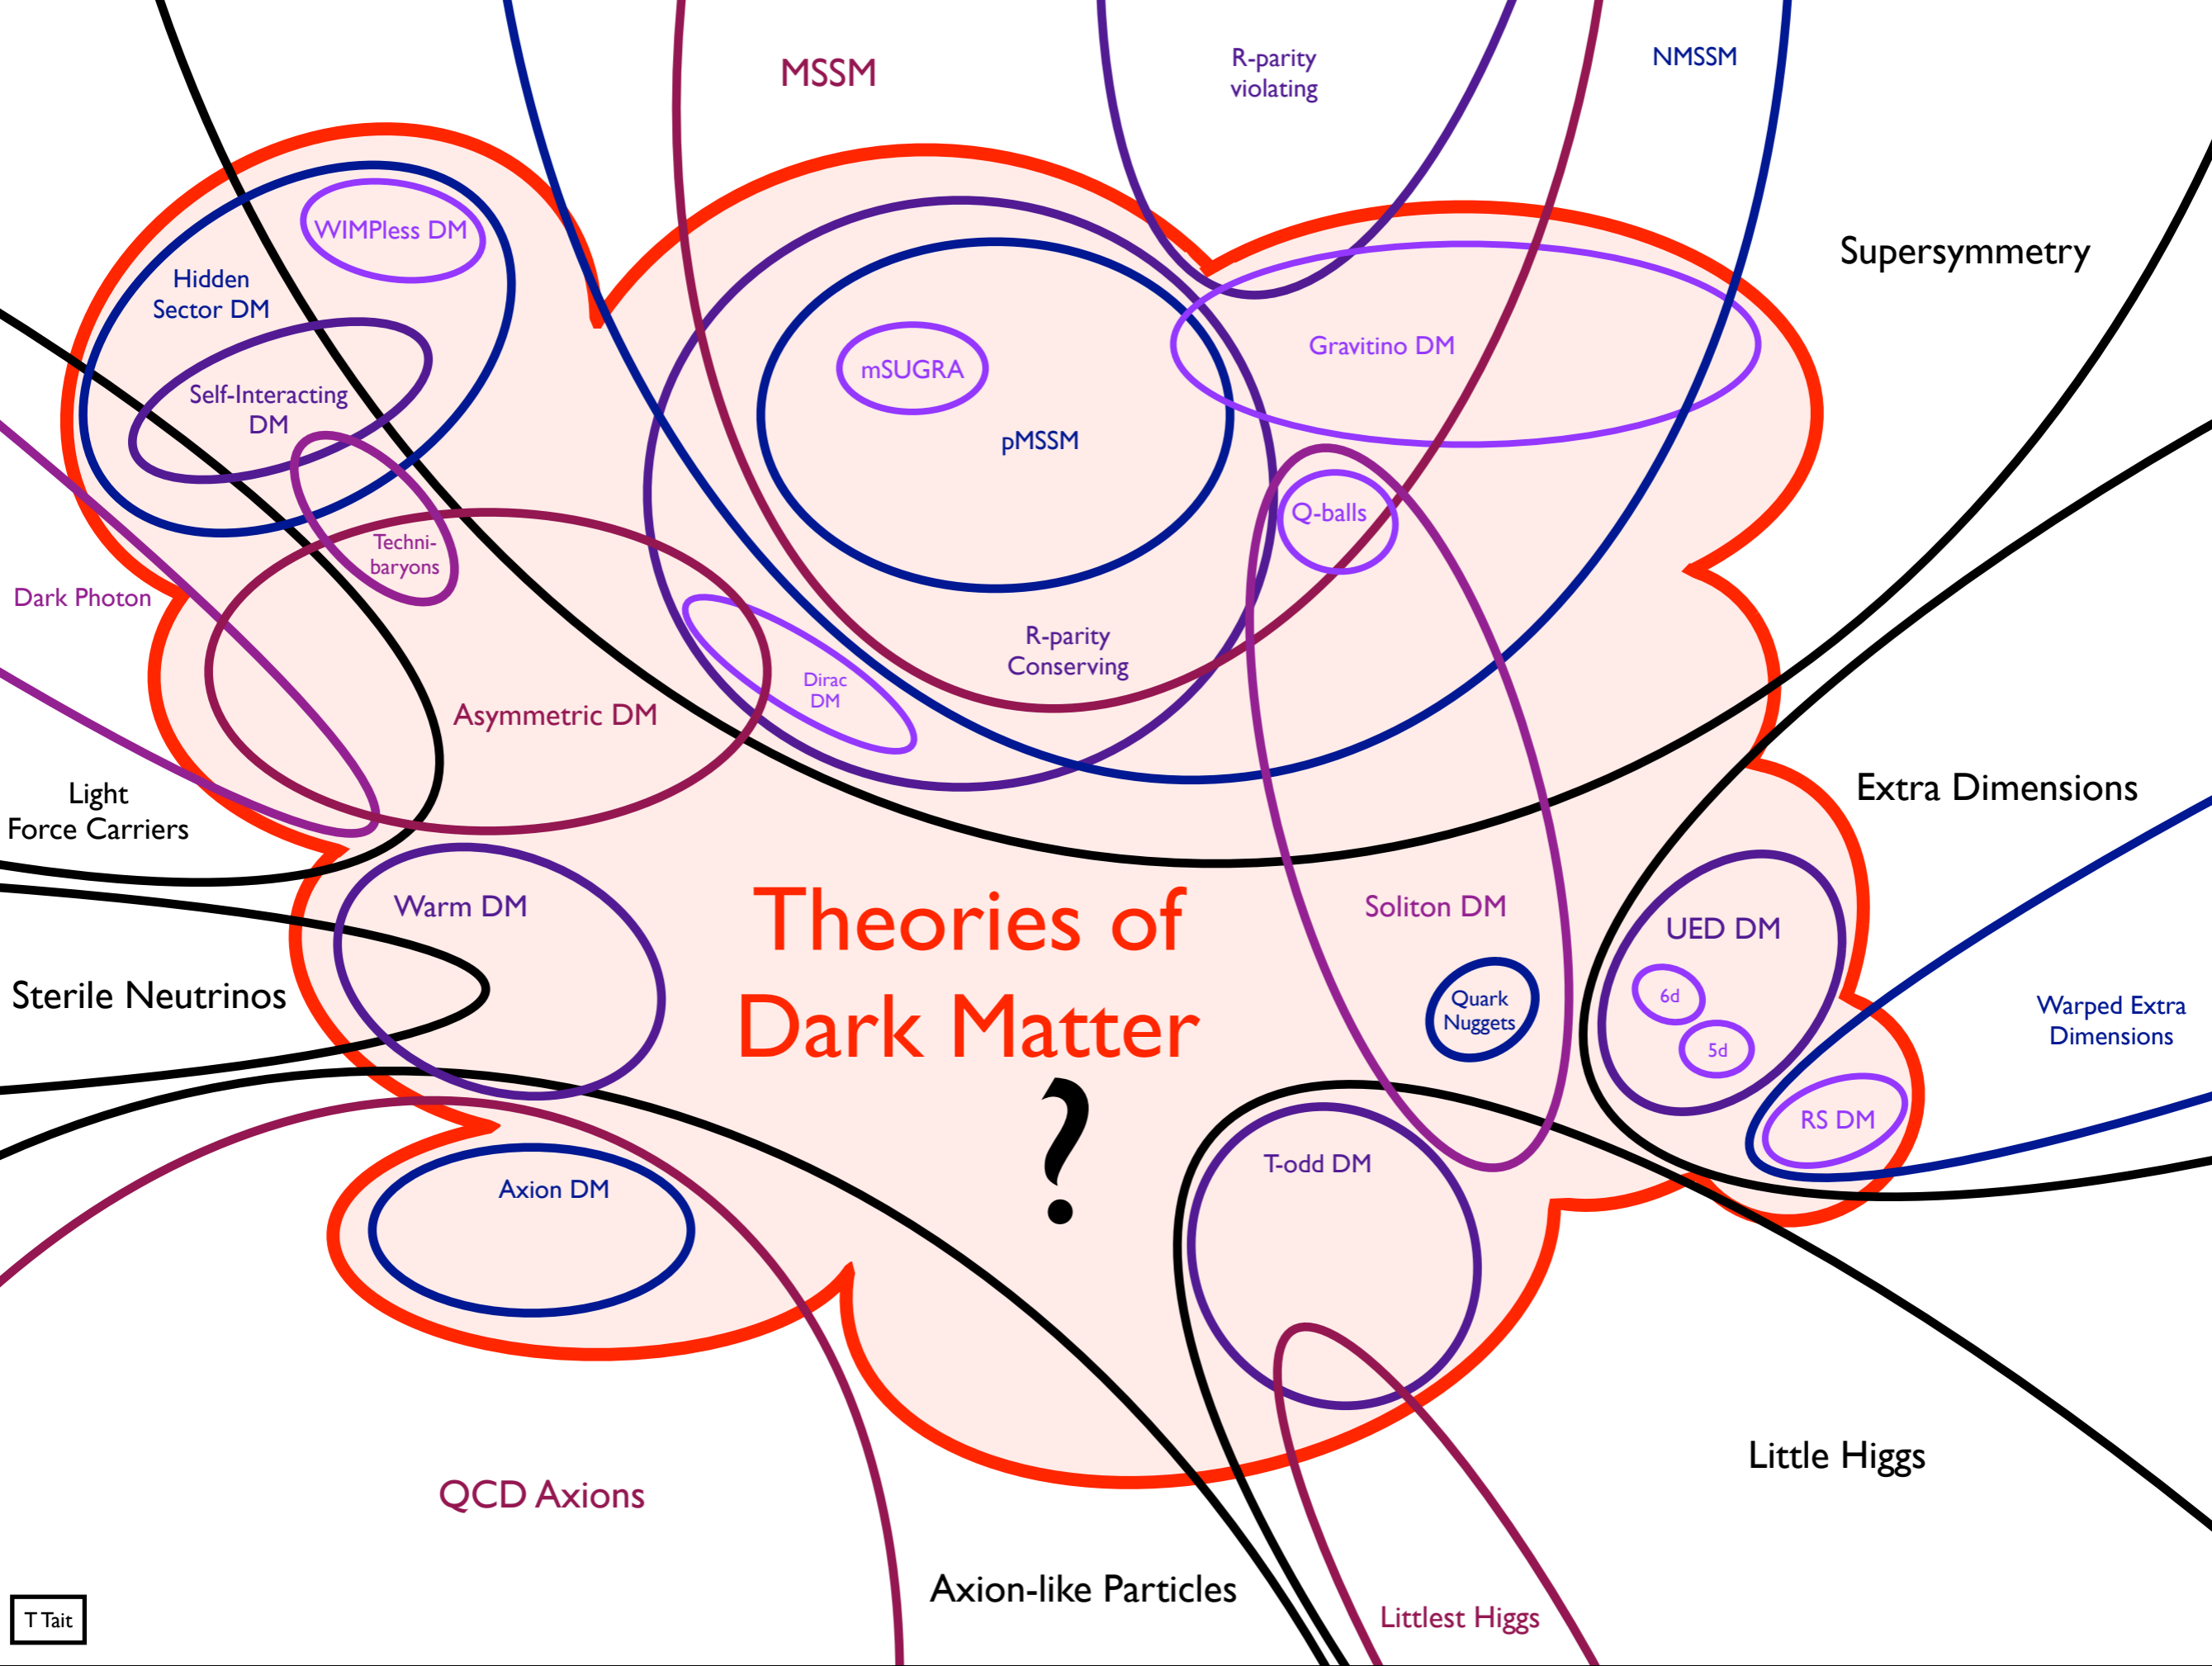 MSSM
R-parity
violating
NMSSM
WIMPless DM
Supersymmetry
Hidden
Sector DM
Gravitino DM
mSUGRA
Self-Interacting
DM
pMSSM
Q-balls
Techni-
baryons
Dark Photon
R-parity
Conserving
Dirac
DM
Asymmetric DM
Light
Force Carriers
Extra Dimensions
Warm DM
Theories of
Dark Matter
?
Soliton DM
UED DM
Sterile Neutrinos
Quark
Nuggets
6d
5d
Warped Extra
Dimensions
RS DM
T-odd DM
Axion DM
Little Higgs
QCD Axions
Axion-like Particles
Littlest Higgs
T Tait